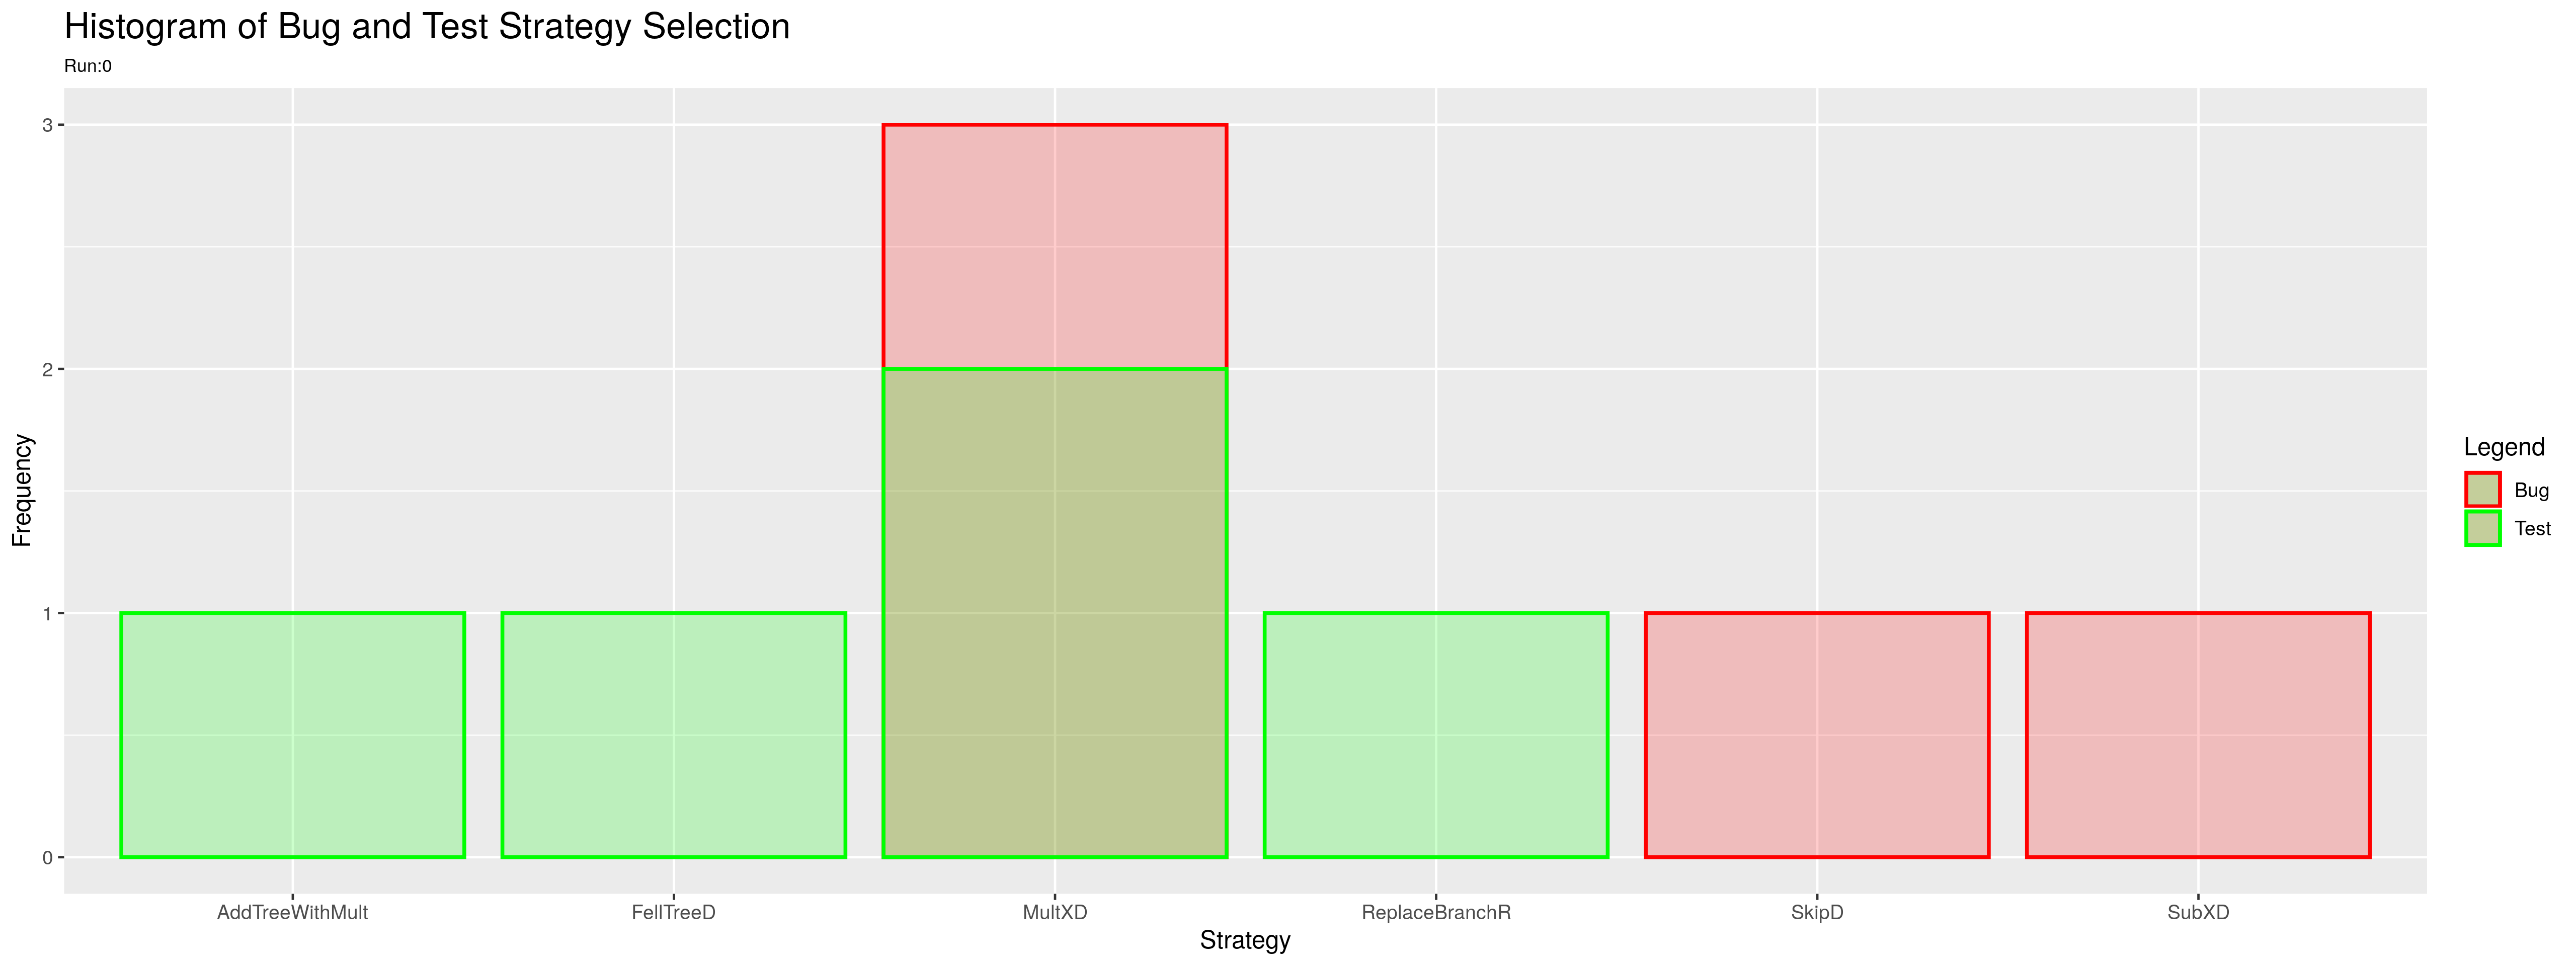 Histogram of Bug and Test Strategy Selection
Run:0
3
2
1
0
Frequency
AddTreeWithMult FellTreeD MultXD ReplaceBranchR SkipD SubXD
Strategy
Legend
Bug
Test